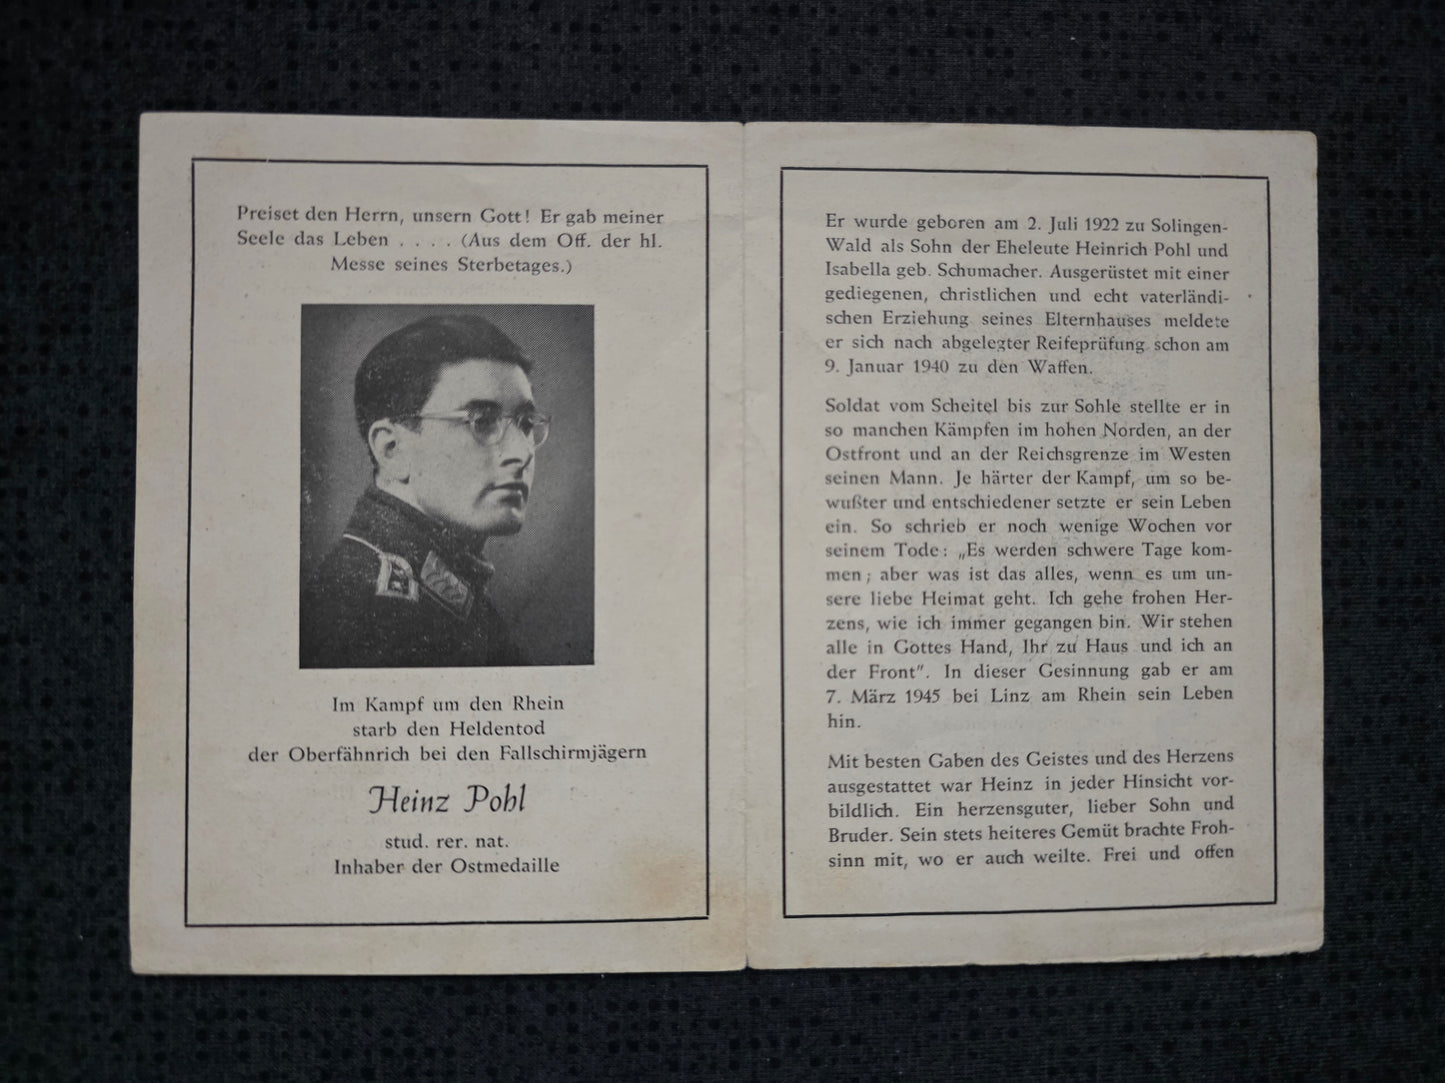 Preiset den Herrn, unsern Gott! Er gab meiner
Seele das Leben . . . . (Aus dem Off. der hl.
Messe seines Sterbetages.)
Im Kampf um den Rhein
starb den Heldentod
der Oberfähnrich bei den Fallschirmjägern
Heinz Pohl
stud. rer. nat.
Inhaber der Ostmedaille
Er wurde geboren am 2. Juli 1922 zu Solingen-
Wald als Sohn der Eheleute Heinrich Pohl und
Isabella geb. Schumacher. Ausgerüstet mit einer
gediegenen, christlichen und echt vaterländi-
schen Erziehung seines Elternhauses meldete
er sich nach abgelegter Reifeprüfung schon am
9. Januar 1940 zu den Waffen.
Soldat vom Scheitel bis zur Sohle stellte er in
so manchen Kämpfen im hohen Norden, an der
Ostfront und an der Reichsgrenze im Westen
seinen Mann. Je härter der Kampf, um so be-
wußter und entschiedener setzte er sein Leben
ein. So schrieb er noch wenige Wochen vor
seinem Tode: „Es werden schwere Tage kom-
men; aber was ist das alles, wenn es um un-
sere liebe Heimat geht. Ich gehe frohen Her-
zens, wie ich immer gegangen bin. Wir stehen
alle in Gottes Hand, Ihr zu Haus und ich an
der Front". In dieser Gesinnung gab er am
7. März 1945 bei Linz am Rhein sein Leben
hin.
Mit besten Gaben des Geistes und des Herzens
ausgestattet war Heinz in jeder Hinsicht vor-
bildlich. Ein herzensguter, lieber Sohn und
Bruder. Sein stets heiteres Gemüt brachte Froh-
sinn mit, wo er auch weilte. Frei und offen